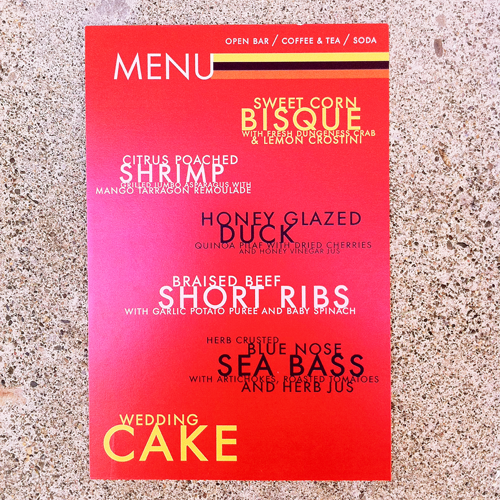 OPEN BAR / COFFEE & TEA / SODA
MENU
SWEET CORN
BISQUE
WITH FRESH DUNGENESS CRAB
& LEMON CROSTINI
CITRUS POACHED
SHRIMP
GRILLED JUMBO ASPARAGUS WITH
MANGO TARRAGON REMOULADE
HONEY GLAZED
DUCK
QUINOA PILAF WITH DRIED CHERRIES
AND HONEY VINEGAR JUS
BRAISED BEEF
SHORT RIBS
WITH GARLIC POTATO PUREE AND BABY SPINACH
HERB CRUSTED
BLUE NOSE
SEA BASS
WITH ARTICHOKES, ROASTED TOMATOES
AND HERB JUS
WEDDING
CAKE